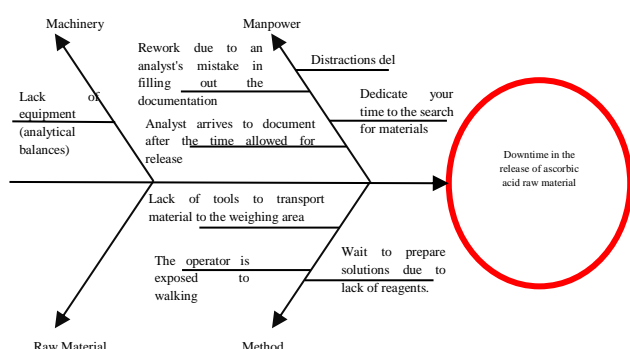 Machinery
Manpower
Rework due to an
analyst's mistake in
filling out the
documentation
Distractions del
Lack of
equipment
(analytical
balances)
Dedicate your
time to the search
for materials
Analyst arrives to document
after the time allowed for
release
Downtime in the
release of ascorbic
acid raw material
Lack of tools to transport
material to the weighing area
The operator is
exposed to
walking
Wait to prepare
solutions due to
lack of reagents.
Raw Material
Method